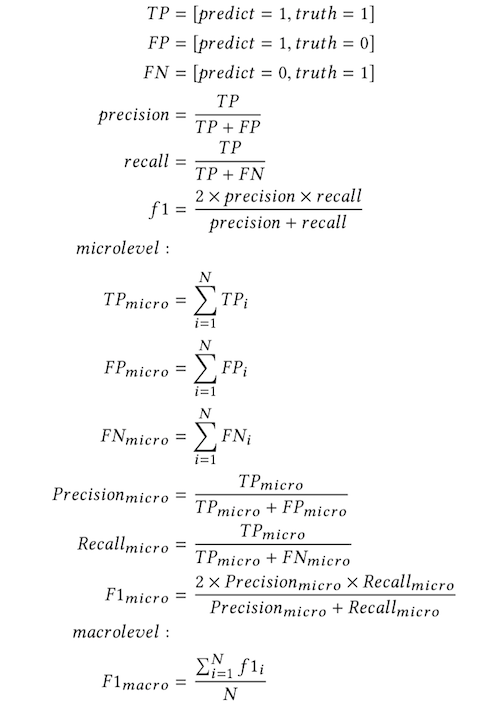 TP = [predict = 1, truth = 1]
FP = [predict = 1, truth = 0]
FN = [predict = 0, truth = 1]
precision = \frac{TP}{TP + FP}
recall = \frac{TP}{TP + FN}
f1 = \frac{2 × precision × recall}{precision + recall}
microlevel :
TP_{micro} = \sum_{i=1}^{N} TP_i
FP_{micro} = \sum_{i=1}^{N} FP_i
FN_{micro} = \sum_{i=1}^{N} FN_i
Precision_{micro} = \frac{TP_{micro}}{TP_{micro} + FP_{micro}}
Recall_{micro} = \frac{TP_{micro}}{TP_{micro} + FN_{micro}}
F1_{micro} = \frac{2 × Precision_{micro} × Recall_{micro}}{Precision_{micro} + Recall_{micro}}
macrolevel :
F1_{macro} = \frac{\sum_{i=1}^{N} f1_i}{N}